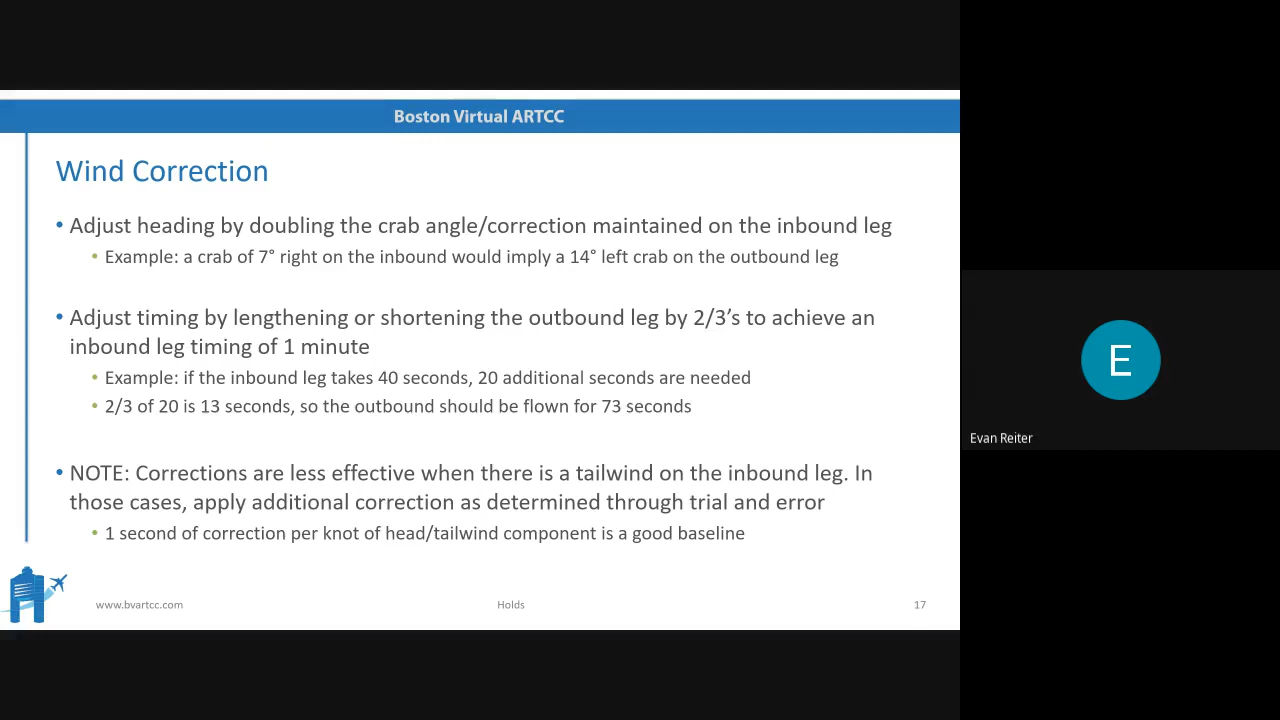 Boston Virtual ARTCC
Wind Correction
• Adjust heading by doubling the crab angle/correction maintained on the inbound leg
• Example: a crab of 7° right on the inbound would imply a 14° left crab on the outbound leg
• Adjust timing by lengthening or shortening the outbound leg by 2/3’s to achieve an
inbound leg timing of 1 minute
• Example: if the inbound leg takes 40 seconds, 20 additional seconds are needed
• 2/3 of 20 is 13 seconds, so the outbound should be flown for 73 seconds
• NOTE: Corrections are less effective when there is a tailwind on the inbound leg. In
those cases, apply additional correction as determined through trial and error
• 1 second of correction per knot of head/tailwind component is a good baseline
www.bvartcc.com
Holds
17
E
Evan Reiter